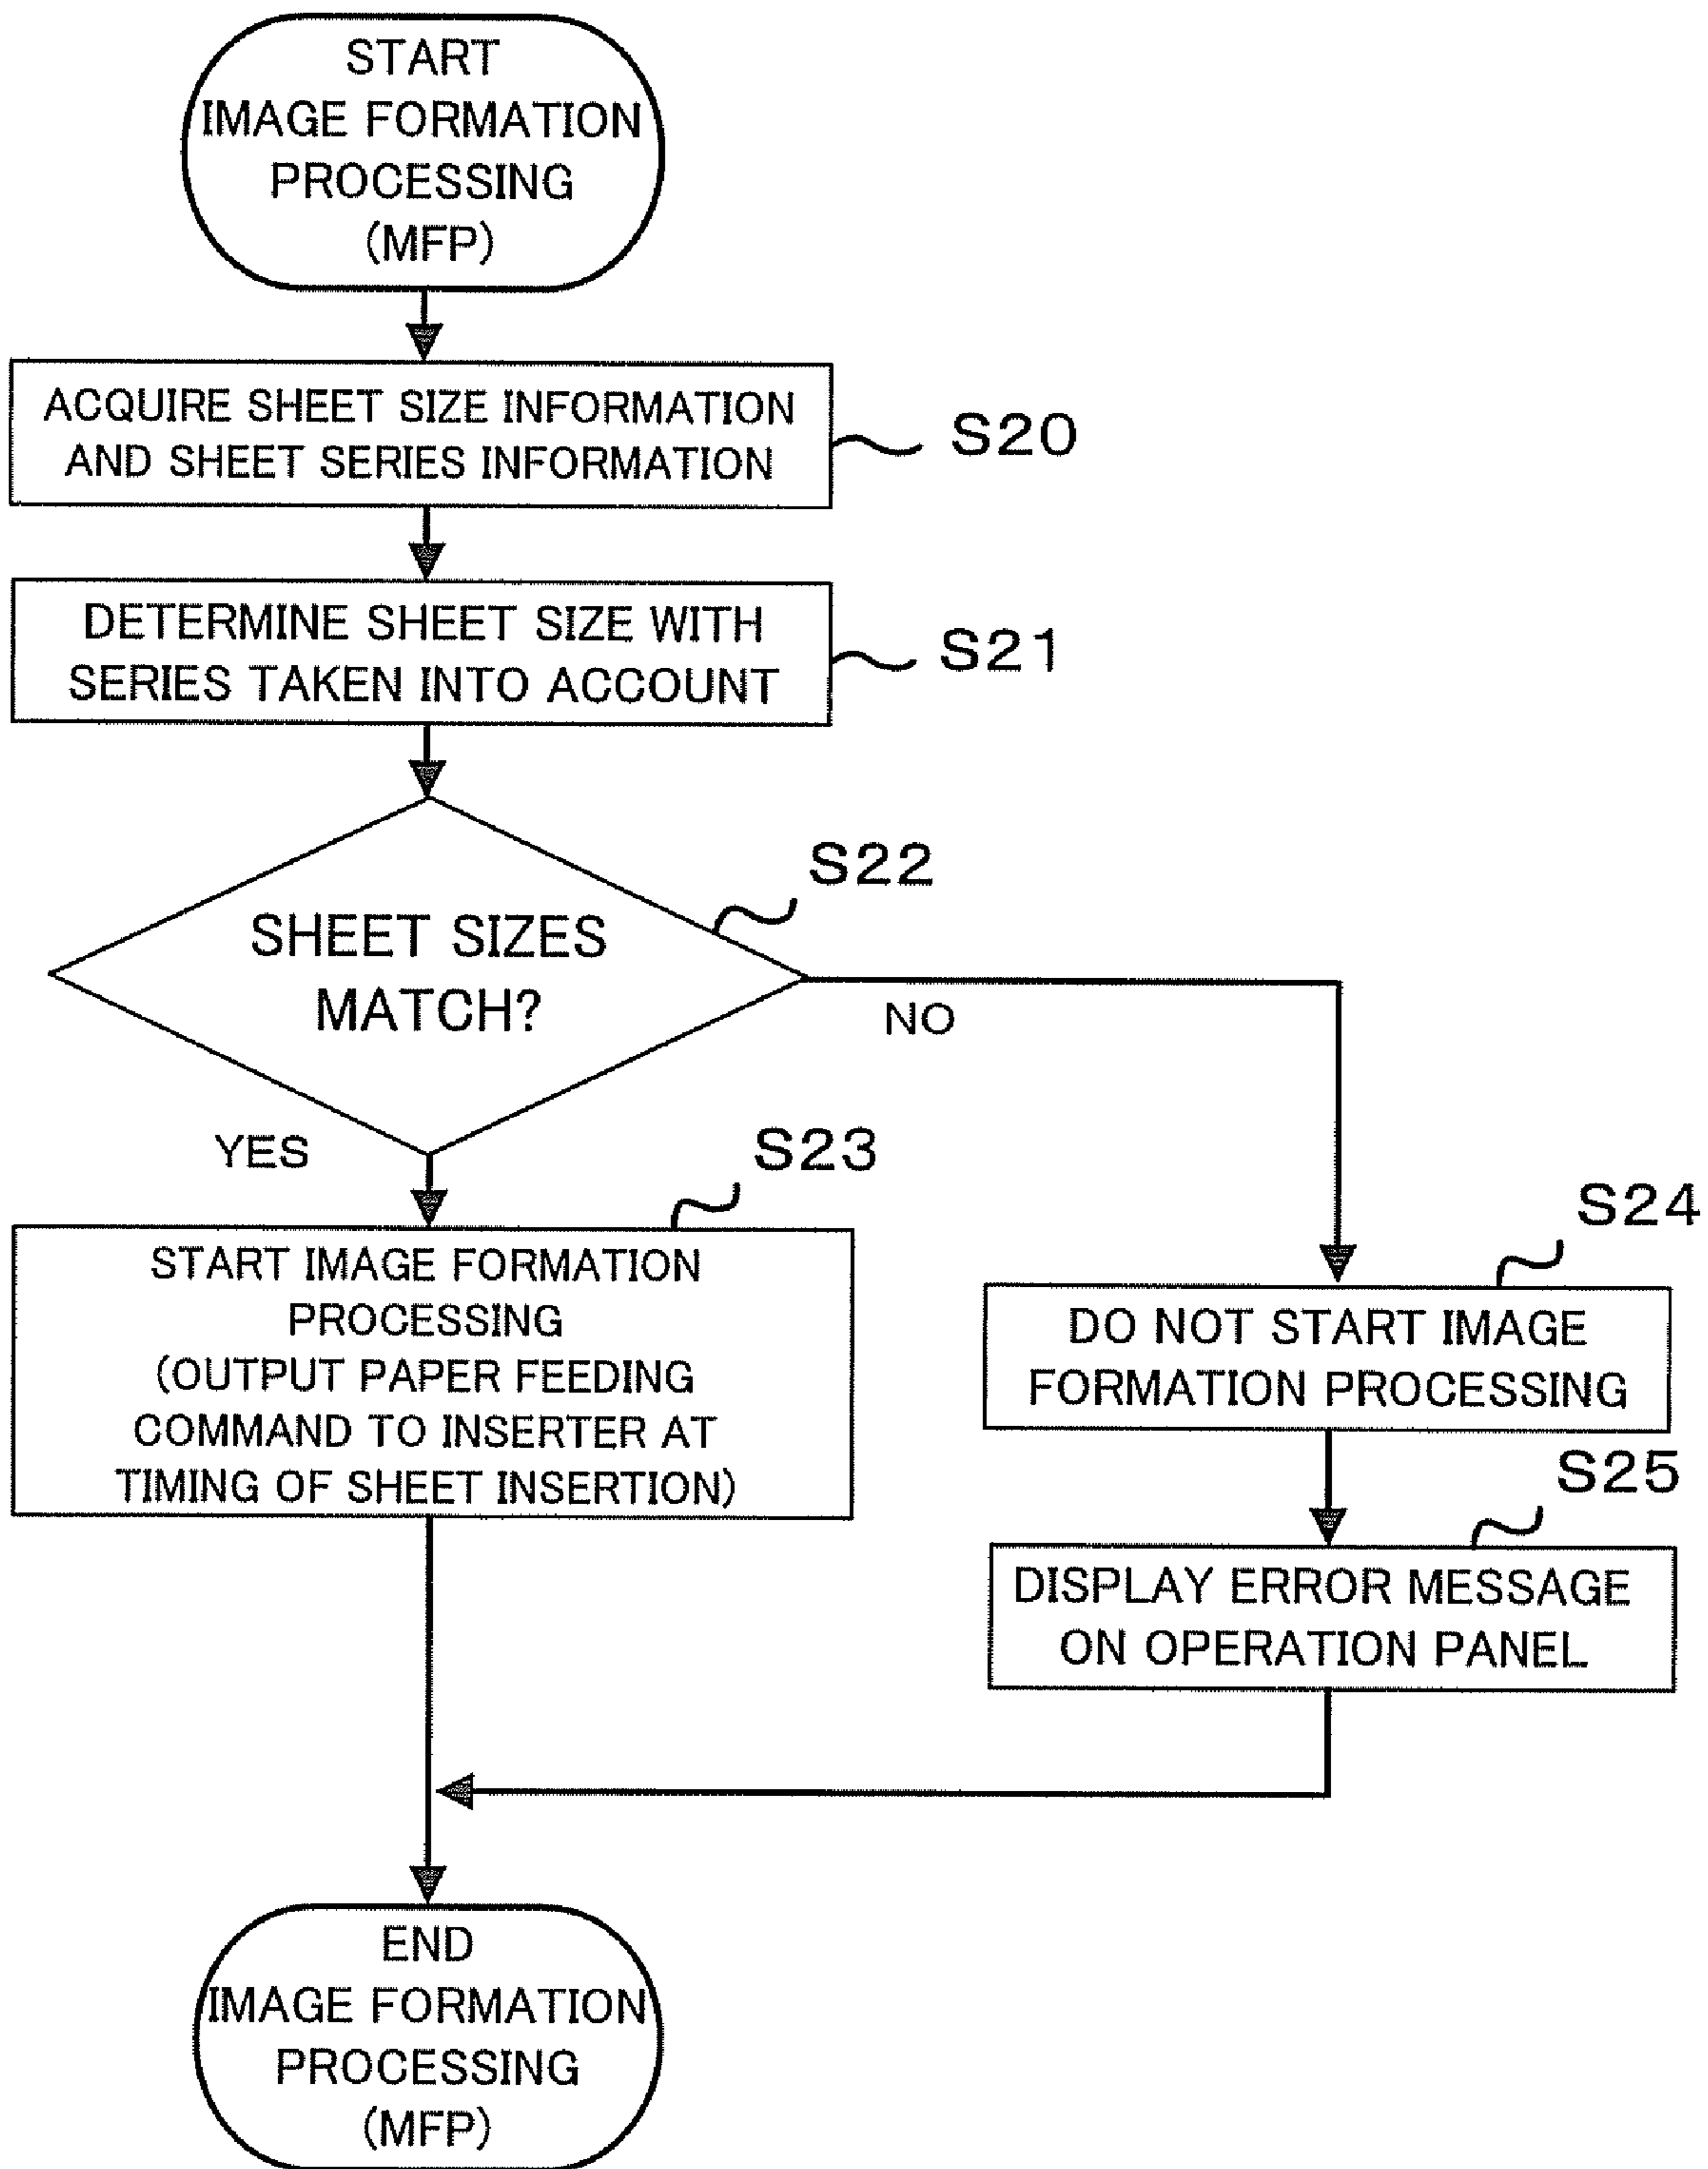 START
IMAGE FORMATION
PROCESSING
(MFP)
ACQUIRE SHEET SIZE INFORMATION
AND SHEET SERIES INFORMATION
S20
DETERMINE SHEET SIZE WITH
SERIES TAKEN INTO ACCOUNT
S21
S22
SHEET SIZES
MATCH?
NO
YES
S23
START IMAGE FORMATION
PROCESSING
(OUTPUT PAPER FEEDING
COMMAND TO INSERTER AT
TIMING OF SHEET INSERTION)
S24
DO NOT START IMAGE
FORMATION PROCESSING
S25
DISPLAY ERROR MESSAGE
ON OPERATION PANEL
END
IMAGE FORMATION
PROCESSING
(MFP)